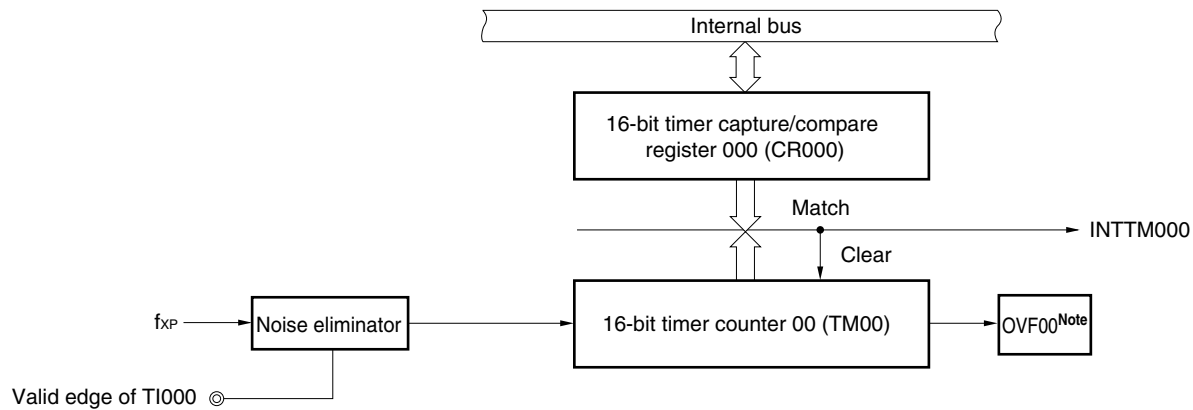 Internal bus
16-bit timer capture/compare
register 000 (CR000)
Match
INTTM000
Clear
fXP
Noise eliminator
16-bit timer counter 00 (TM00)
OVF00Note
Valid edge of TI000